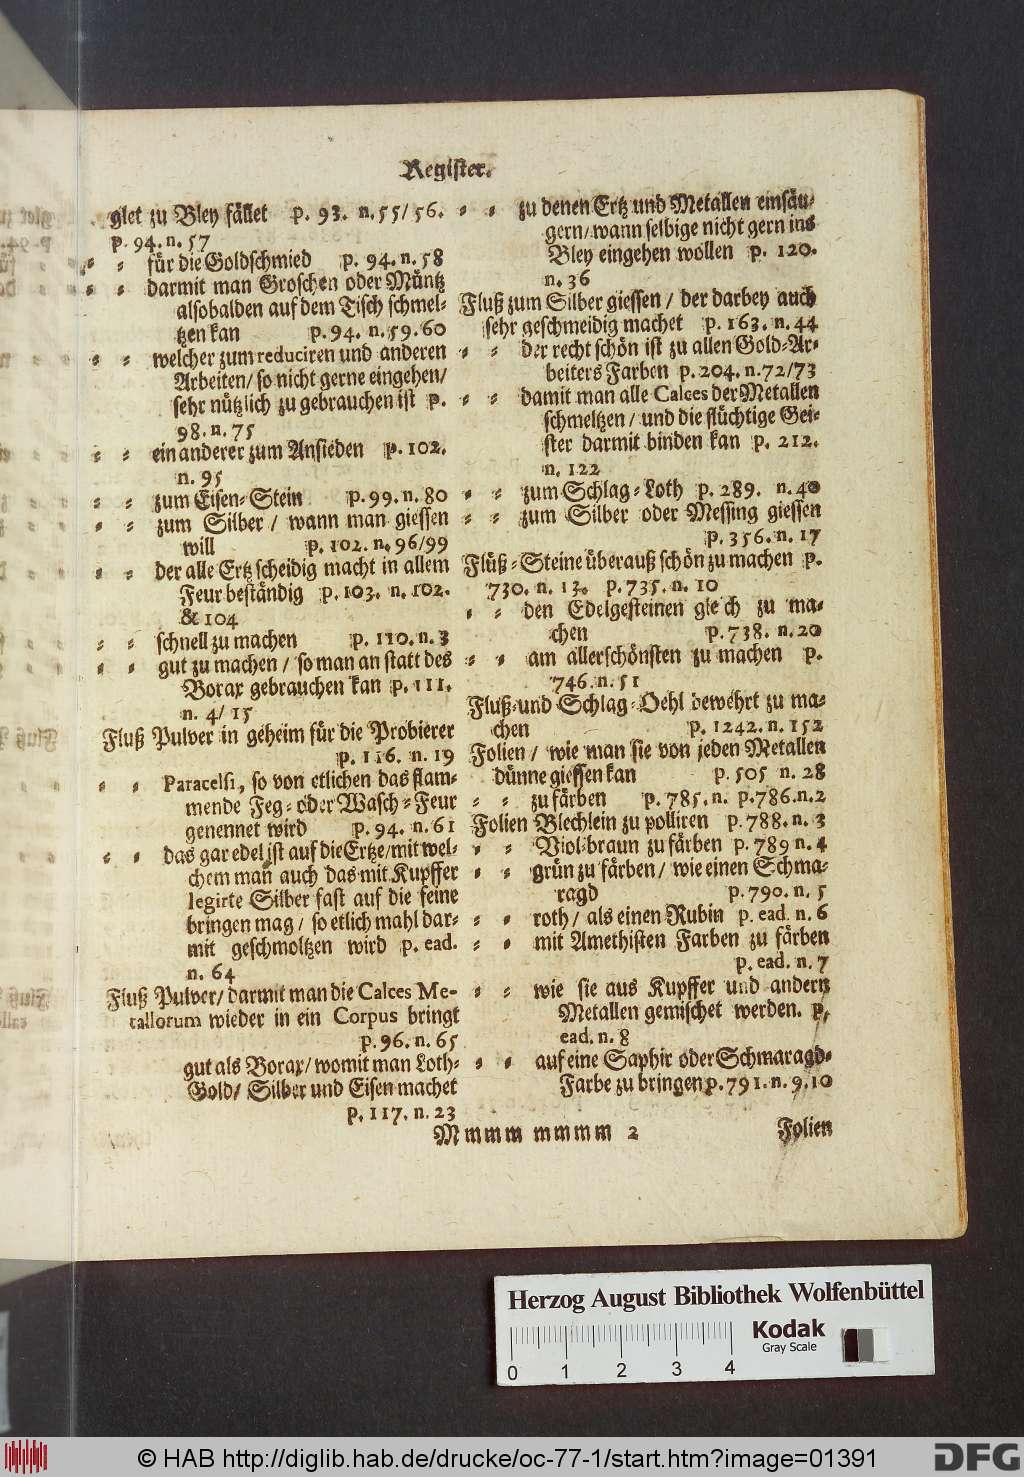 Register.
glet zu Bley fället p. 93. n. 55/56.
p. 94. n. 57
= = für die Goldschmied p. 94. n. 58
= = darmit man Groschen oder Müntz
alsobalden auf dem Tisch schmel-
tzen kan p. 94. n. 59. 60
= = welcher zum reduciren und anderen
Arbeiten/ so nicht gerne eingehen/
sehr nützlich zu gebrauchen ist p.
98. n. 75
= = ein anderer zum Ansieden p. 102.
n. 95
= = zum Eisen-Stein p. 99. n. 80
= = zum Silber / wann man giessen
will p. 102. n. 96/99
= = der alle Ertz scheidig macht in allem
Feur beständig p. 103. n. 102.
& 104
= = schnell zu machen p. 110. n. 3
= = gut zu machen / so man an statt des
Borax gebrauchen kan p. 111.
n. 4/ 15
Fluß Pulver in geheim für die Probierer
p. 116. n. 19
= = Paracelsi, so von etlichen das flam-
mende Feg- oder Wasch-Feur
genennet wird p. 94. n. 61
= = das gar edel ist auf die Ertze/ mit wel-
chem man auch das mit Kupffer
legirte Silber fast auf die feine
bringen mag / so etlich mahl dar-
mit geschmoltzen wird p. ead.
n. 64
Fluß Pulver/ darmit man die Calces Me-
tallorum wieder in ein Corpus bringt
p. 96. n. 65
gut als Borax/ womit man Loth-
Gold/ Silber und Eisen machet
p. 117. n. 23
= = zu denen Ertz und Metallen einsäu-
gern/ wann selbige nicht gern ins
Bley eingehen wollen p. 120.
n. 36
Fluß zum Silber giessen / der darbey auch
sehr geschmeidig machet p. 163. n. 44
= = der recht schön ist zu allen Gold-Ar-
beiters Farben p. 204. n. 72/73
= = damit man alle Calces der Metallen
schmeltzen / und die flüchtige Gei-
ster darmit binden kan p. 212.
n. 122
= = zum Schlag-Loth p. 289. n. 40
= = zum Silber oder Messing giessen
p. 356. n. 17
Flüß-Steine überauß schön zu machen p.
730. n. 13. p. 735. n. 10
= = den Edelgesteinen gleich zu ma-
chen p. 738. n. 20
= = am allerschönsten zu machen p.
746. n. 51
Fluß-und Schlag-Oehl bewehrt zu ma-
chen p. 1242. n. 152
Folien / wie man sie von jeden Metallen
dünne giessen kan p. 505 n. 28
= = zu färben p. 785. n. p. 786. n. 2
Folien Blechlein zu polliren p. 788. n. 3
= = Viol-braun zu färben p. 789 n. 4
= = grün zu färben / wie einen Schma-
ragd p. 790. n. 5
= = roth / als einen Rubin p. ead. n. 6
= = mit Amethisten Farben zu färben
p. ead. n. 7
= = wie sie aus Kupffer und andern
Metallen gemischet werden. p.
ead. n. 8
= = auf eine Saphir oder Schmaragd-
Farbe zu bringen p. 791. n. 9. 10
Mmmm mmmm 2 Folien
Herzog August Bibliothek Wolfenbüttel
Kodak
Gray Scale
0 1 2 3 4
© HAB http://diglib.hab.de/drucke/oc-77-1/start.htm?image=01391
DFG